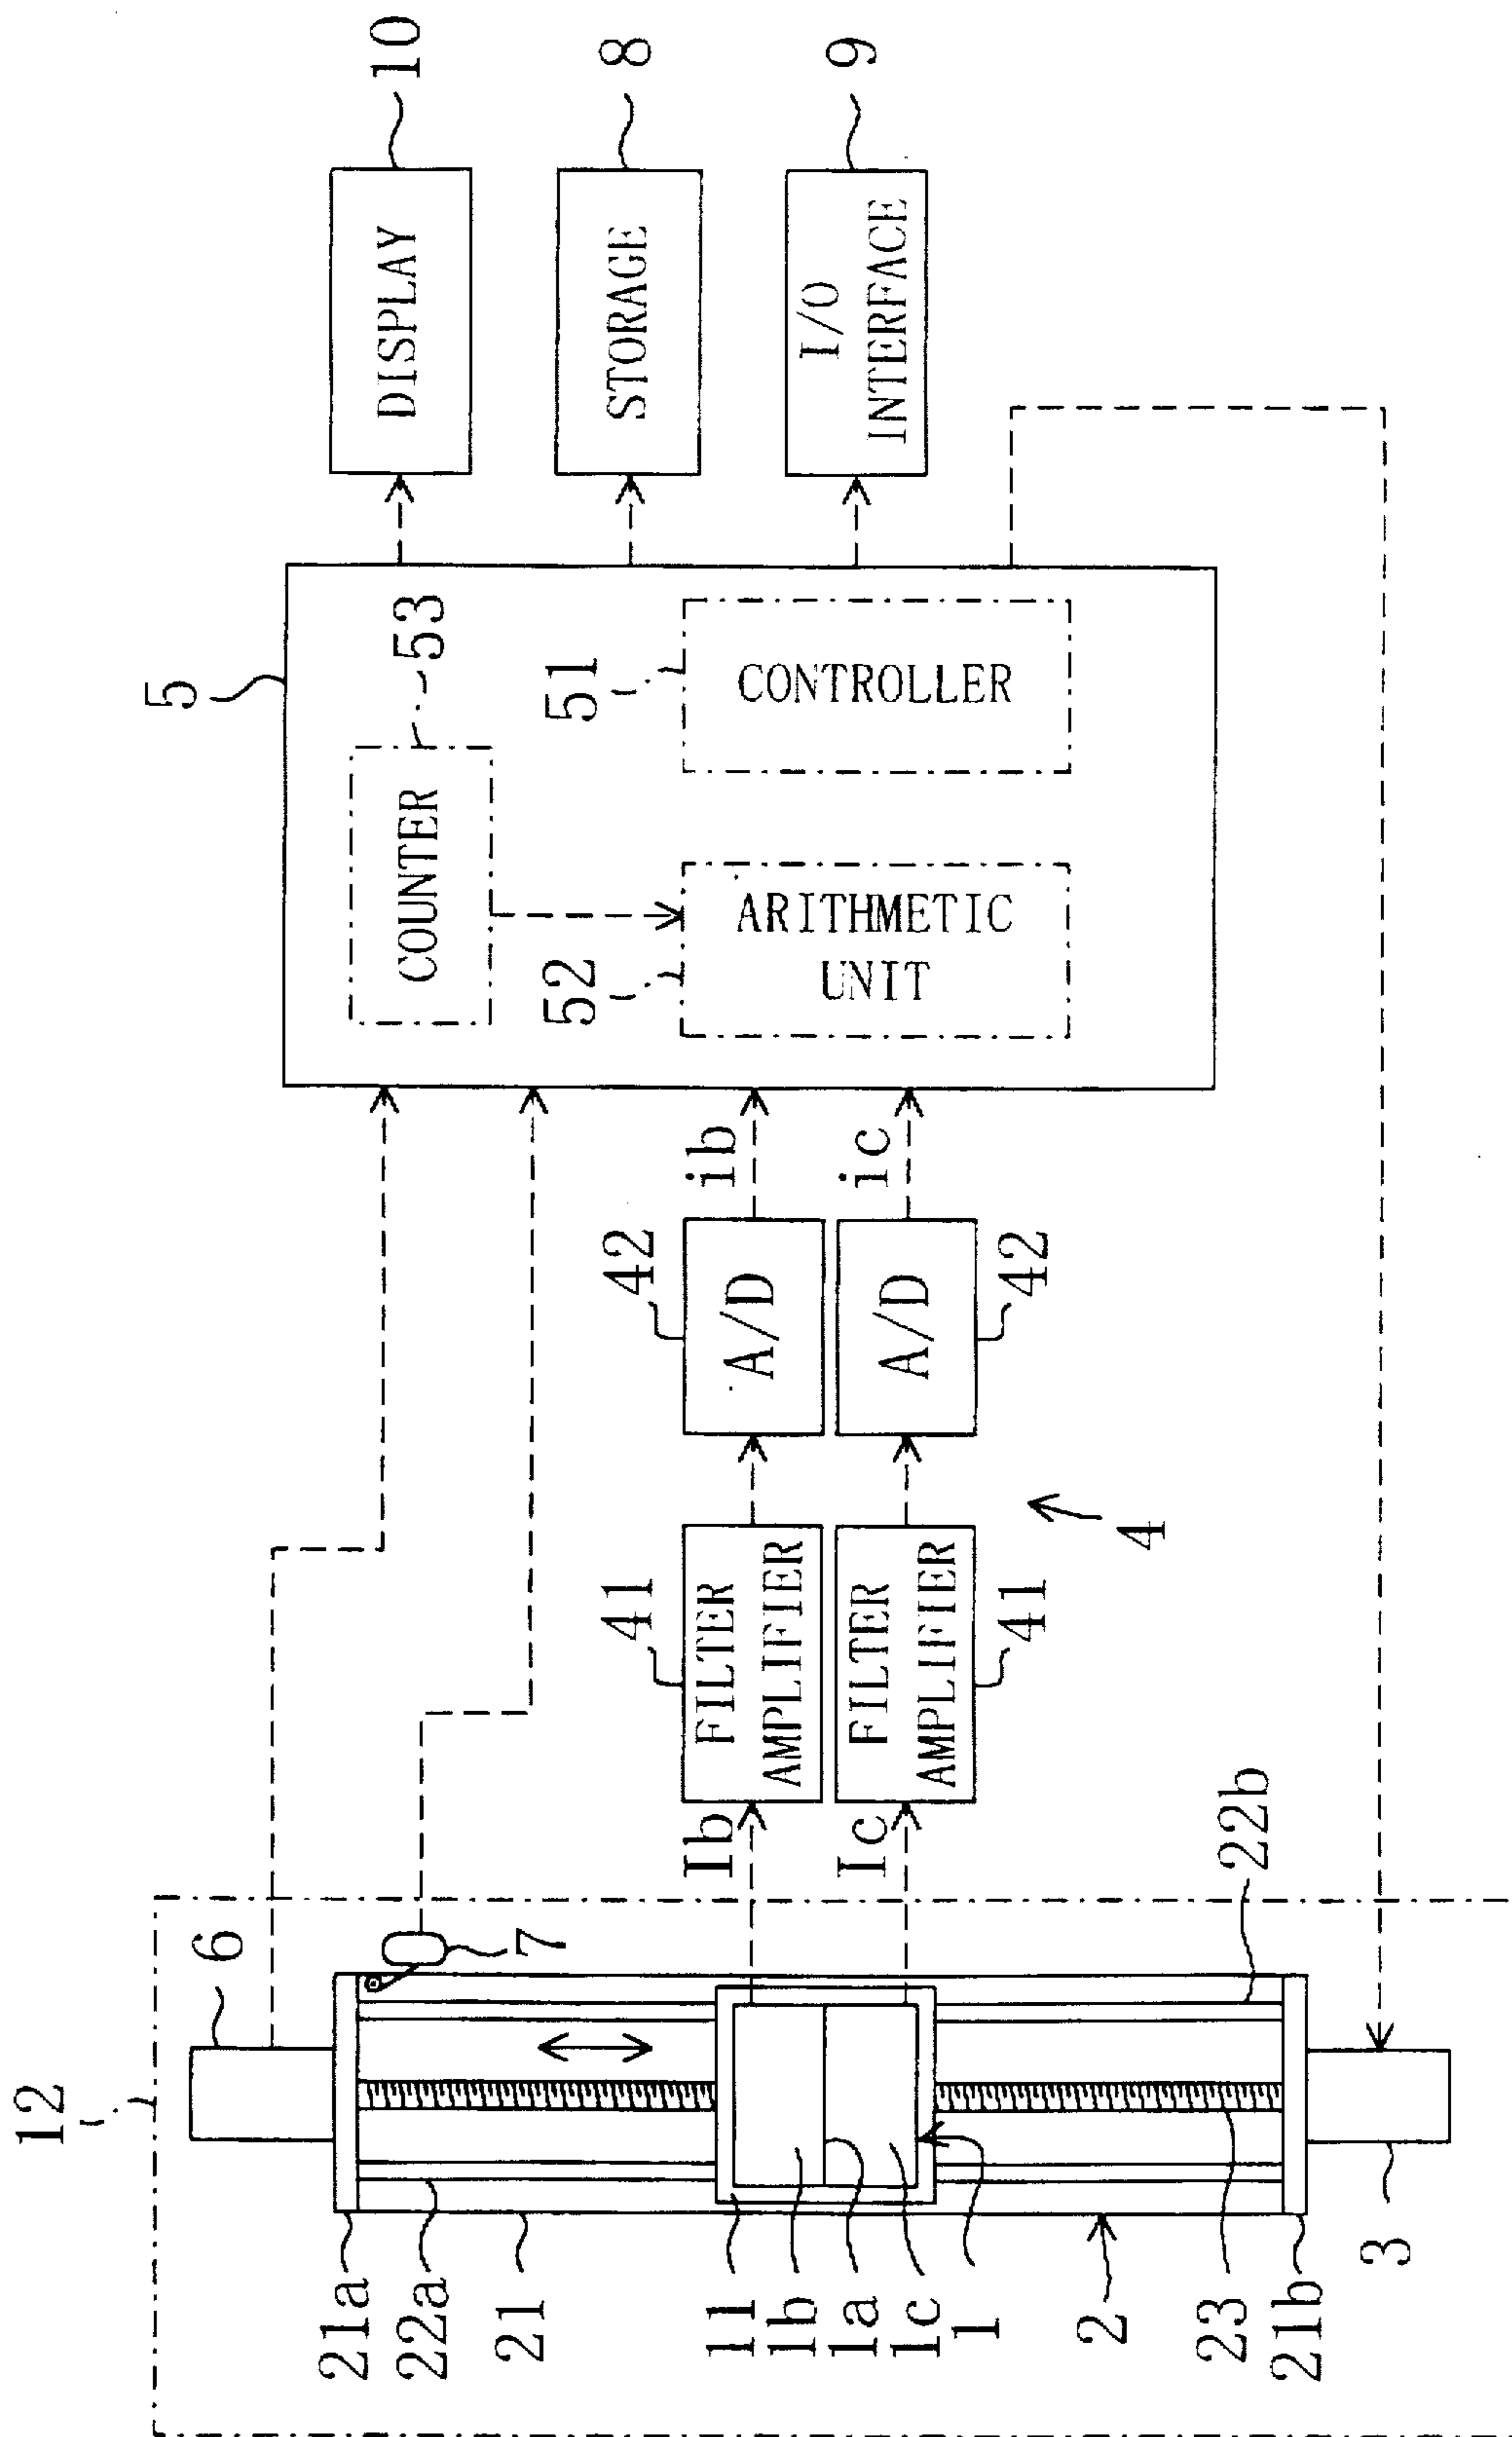 12
6
7
21a
22a
21
11
1b
1a
1c
1
2
23
21b
3
22b
Ib
Ic
41
FILTER
AMPLIFIER
FILTER
AMPLIFIER
41
4
42
A/D
A/D
42
ib
ic
5
COUNTER
53
52
ARITHMETIC
UNIT
51
CONTROLLER
DISPLAY
10
STORAGE
8
I/O
INTERFACE
9